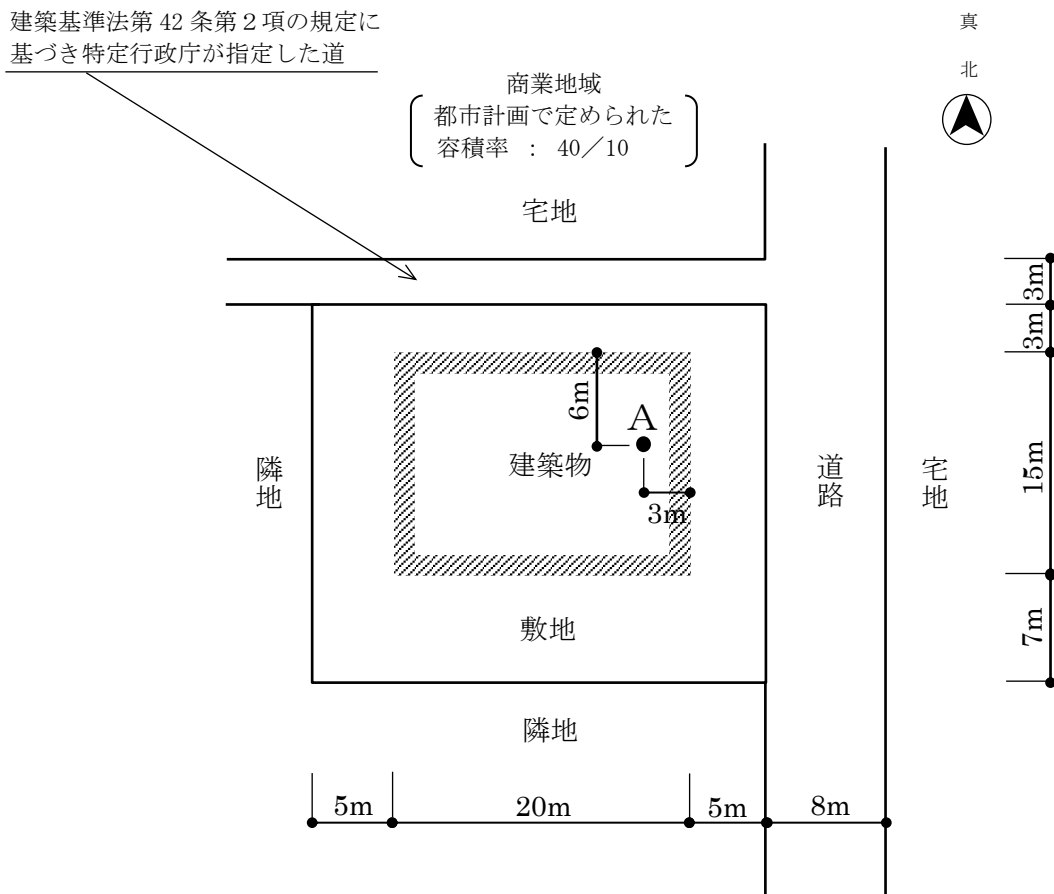 建築基準法第 42 条第２項の規定に
基づき特定行政庁が指定した道
真
北
商業地域
都市計画で定められた
容積率 ： 40／10
宅地
3m
3m
6m
A
建築物
3m
隣地
道路
宅地
15m
敷地
7m
隣地
5m
20m
5m
8m